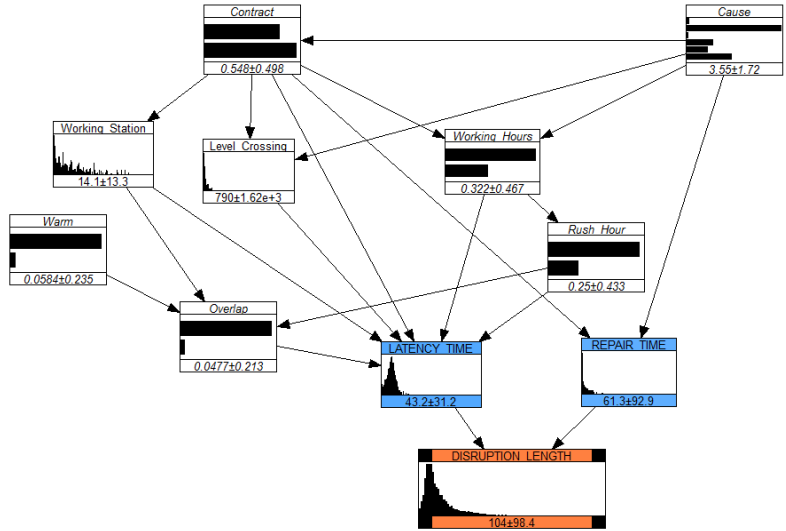 Contract
0.548±0.498
Cause
3.55±1.72
Working Station
14.1±13.3
Level Crossing
790±1.62e+3
Working Hours
0.322±0.467
Warm
0.0584±0.235
Rush Hour
0.25±0.433
Overlap
0.0477±0.213
LATENCY TIME
43.2±31.2
REPAIR TIME
61.3±92.9
DISRUPTION LENGTH
104±98.4